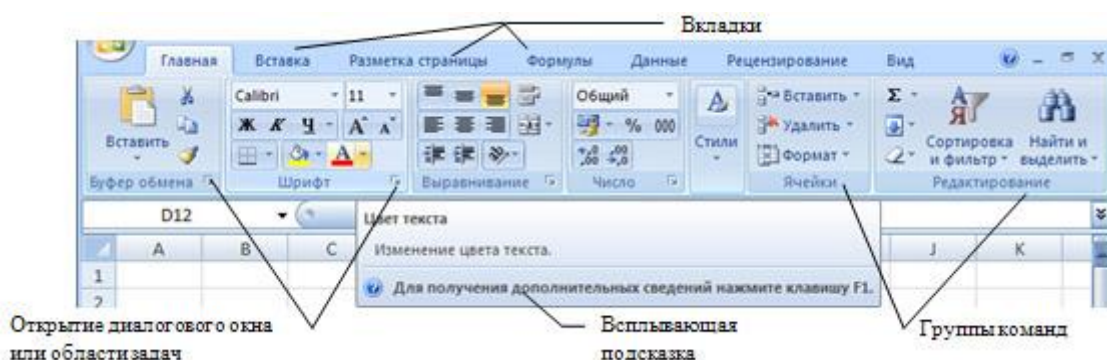 Вкладки
Главная Вставка Разметка страницы Формулы Данные Рецензирование Вид
Calibri 11 Общий Вставить
Ж К Ч А А % 000 Удалить
Вставить Стили Формат Сортировка и фильтр Найти и выделить
Буфер обмена Шрифт Выравнивание Число Ячейки Редактирование
D12
Цвет текста
A B C J K
Изменение цвета текста.
1
Для получения дополнительных сведений нажмите клавишу F1.
2
Открытие диалогового окна
или области задач
Всплывающая
подсказка
Группы команд